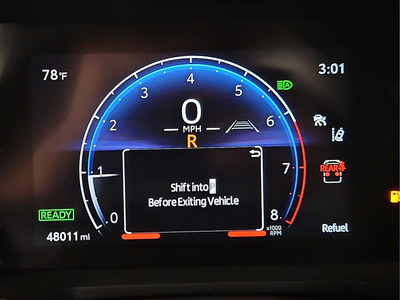 78°F
3:01
0 1 2 3 4 5 6 7 8
x1000
RPM
A
0
MPH
R
Shift into P
Before Exiting Vehicle
REAR
READY
48011 mi
Refuel